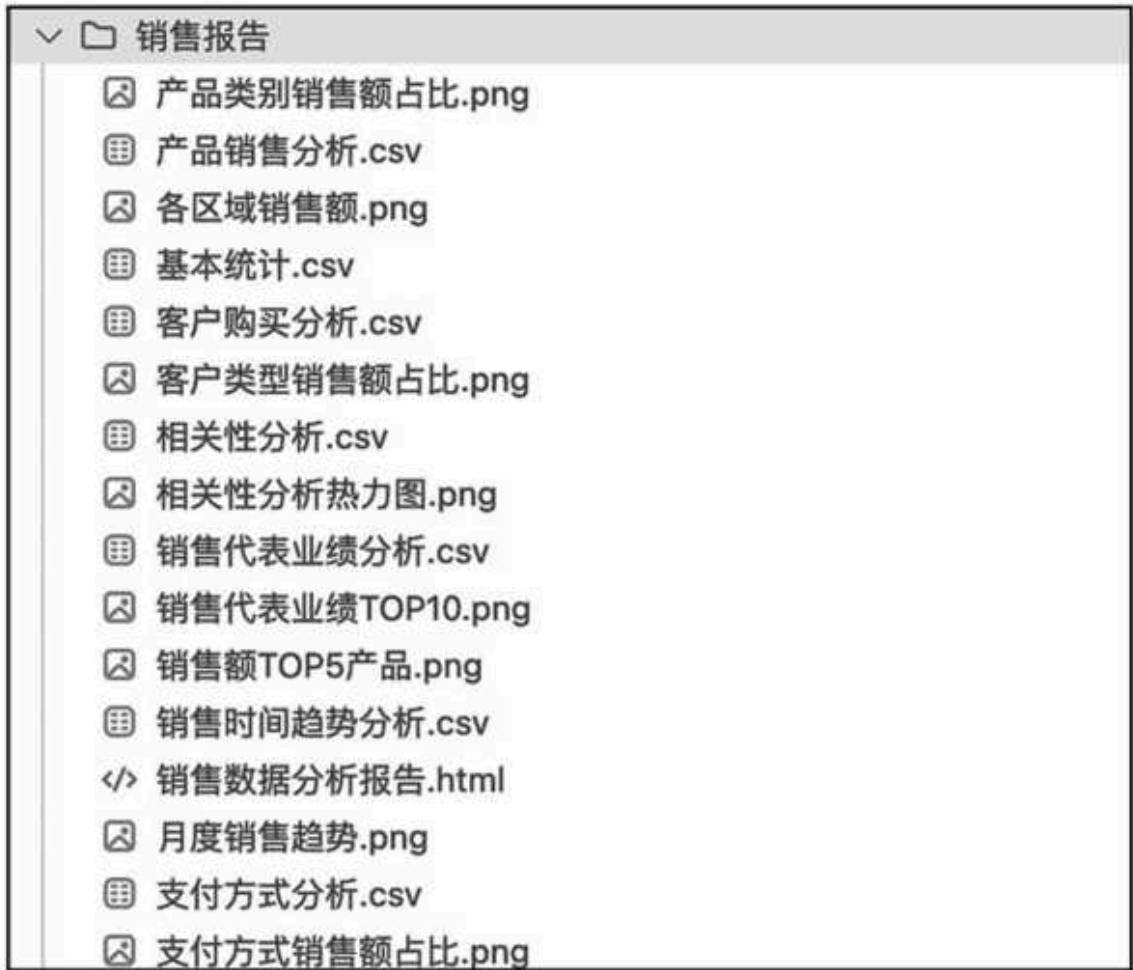 销售报告
产品类别销售额占比.png
产品销售分析.csv
各区域销售额.png
基本统计.csv
客户购买分析.csv
客户类型销售额占比.png
相关性分析.csv
相关性分析热力图.png
销售代表业绩分析.csv
销售代表业绩TOP10.png
销售额TOP5产品.png
销售时间趋势分析.csv
销售数据分析报告.html
月度销售趋势.png
支付方式分析.csv
支付方式销售额占比.png